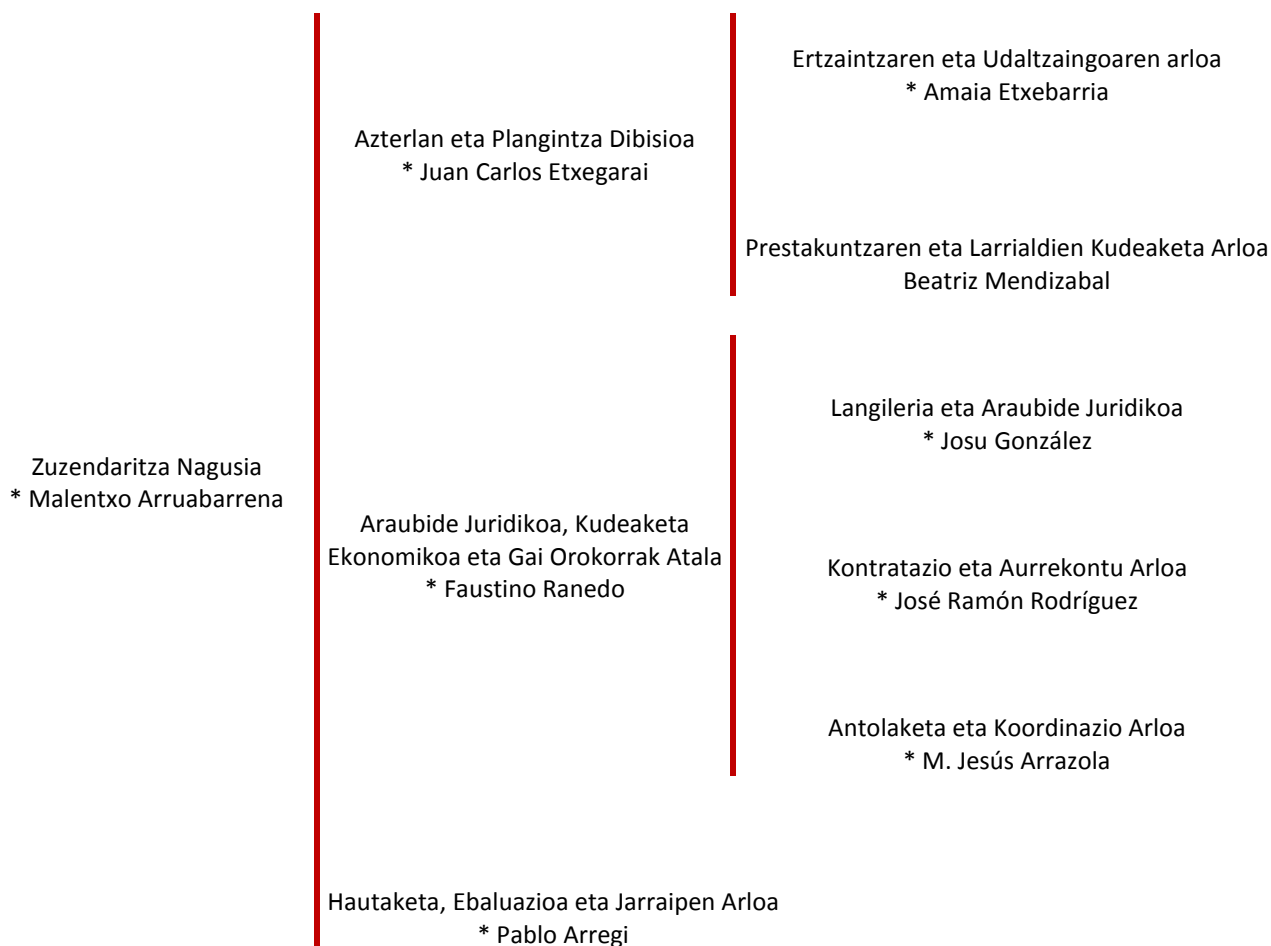 Ertzaintzaren eta Udaltzaingoaren arloa
* Amaia Etxebarria
Azterlan eta Plangintza Dibisioa
* Juan Carlos Etxegarai
Prestakuntzaren eta Larrialdien Kudeaketa Arloa
Beatriz Mendizabal
Langileria eta Araubide Juridikoa
* Josu González
Zuzendaritza Nagusia
* Malentxo Arruabarrena
Araubide Juridikoa, Kudeaketa
Ekonomikoa eta Gai Orokorrak Atala
* Faustino Ranedo
Kontratazio eta Aurrekontu Arloa
* José Ramón Rodríguez
Antolaketa eta Koordinazio Arloa
* M. Jesús Arrazola
Hautaketa, Ebaluazioa eta Jarraipen Arloa
* Pablo Arregi